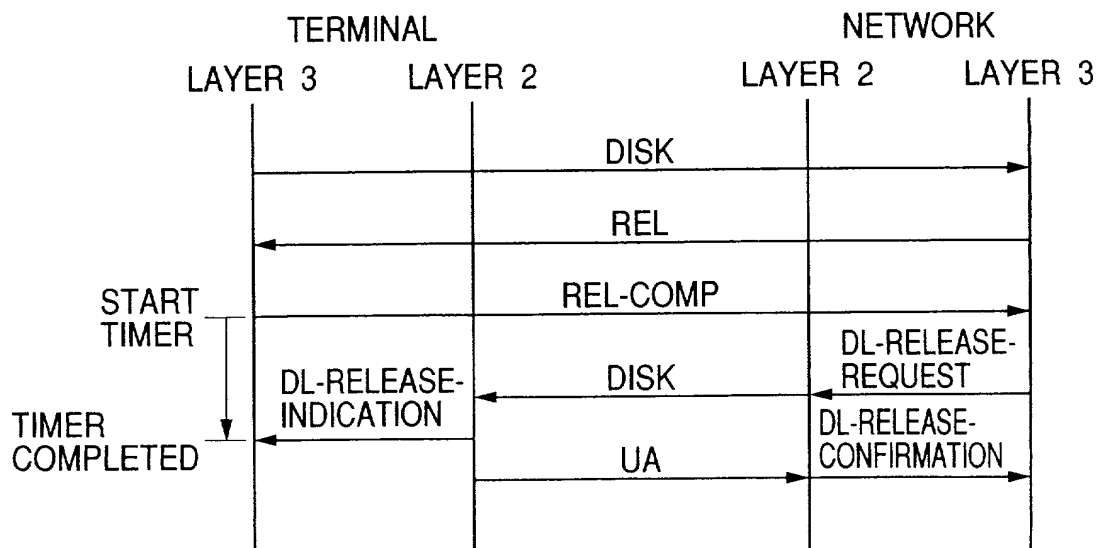 TERMINAL
NETWORK
LAYER 3
LAYER 2
LAYER 2
LAYER 3
DISK
REL
START
TIMER
REL-COMP
DL-RELEASE-
REQUEST
DISK
DL-RELEASE-
INDICATION
TIMER
COMPLETED
DL-RELEASE-
CONFIRMATION
UA